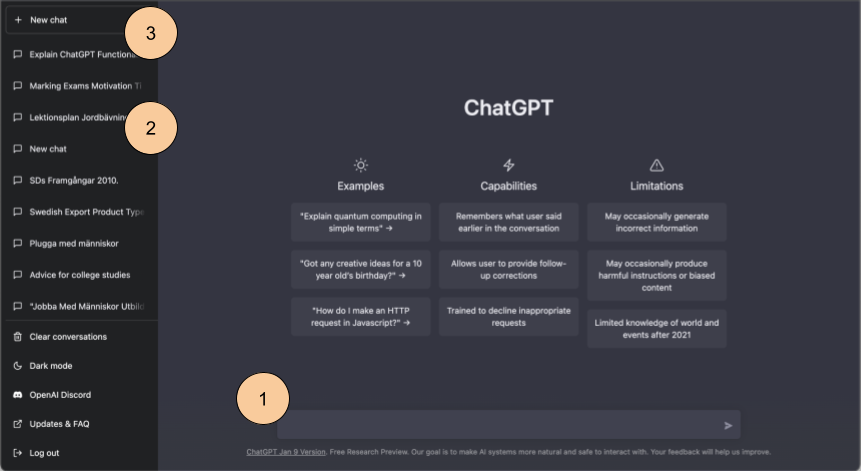 New chat
3
Explain ChatGPT Functiona
Marking Exams Motivation Ti
Lektionsplan Jordbävnin
2
New chat
SDs Framgångar 2010.
Swedish Export Product Type
Plugga med människor
Advice for college studies
"Jobba Med Människor Utbild
Clear conversations
Dark mode
OpenAI Discord
Updates & FAQ
Log out
ChatGPT
Examples
"Explain quantum computing in
simple terms" →
"Got any creative ideas for a 10
year old's birthday?" →
"How do I make an HTTP
request in Javascript?" →
Capabilities
Remembers what user said
earlier in the conversation
Allows user to provide follow-
up corrections
Trained to decline inappropriate
requests
Limitations
May occasionally generate
incorrect information
May occasionally produce
harmful instructions or biased
content
Limited knowledge of world and
events after 2021
1
ChatGPT Jan 9 Version. Free Research Preview. Our goal is to make AI systems more natural and safe to interact with. Your feedback will help us improve.